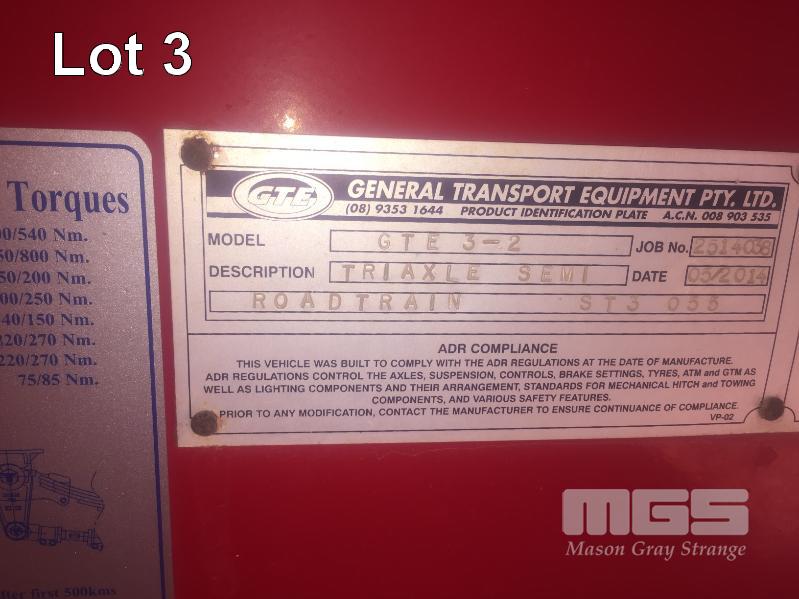 Lot 3
Torques
00/540 Nm.
50/800 Nm.
50/200 Nm.
00/250 Nm.
40/150 Nm.
220/270 Nm.
220/270 Nm.
75/85 Nm.
after first 500kms
GTE GENERAL TRANSPORT EQUIPMENT PTY. LTD.
(08) 9353 1644 PRODUCT IDENTIFICATION PLATE A.C.N. 008 903 535
MODEL GTE 3-2 JOB No. 2514038
DESCRIPTION TRIAXLE SEMI DATE 05/2014
ROADTRAIN ST3 033
ADR COMPLIANCE
THIS VEHICLE WAS BUILT TO COMPLY WITH THE ADR REGULATIONS AT THE DATE OF MANUFACTURE.
ADR REGULATIONS CONTROL THE AXLES, SUSPENSION, CONTROLS, BRAKE SETTINGS, TYRES, ATM and GTM AS
WELL AS LIGHTING COMPONENTS AND THEIR ARRANGEMENT, STANDARDS FOR MECHANICAL HITCH and TOWING
COMPONENTS, AND VARIOUS SAFETY FEATURES.
PRIOR TO ANY MODIFICATION, CONTACT THE MANUFACTURER TO ENSURE CONTINUANCE OF COMPLIANCE.
VP-02
MGS
Mason Gray Strange